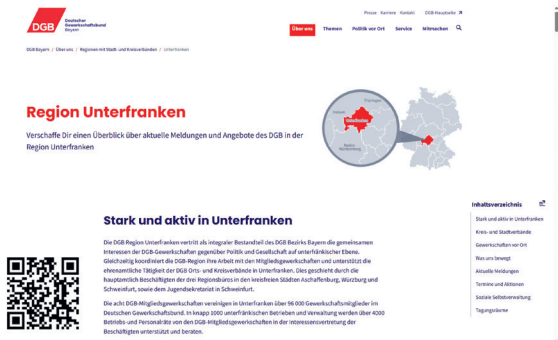 Presse Karriere Kontakt DGB-Hauptseite
DGB
Deutscher
Gewerkschaftsbund
Bayern
Über uns Themen Politik vor Ort Service Mitmachen
DGB Bayern / Über uns / Regionen mit Stadt- und Kreisverbänden / Unterfranken
Region Unterfranken
Verschaffe Dir einen Überblick über aktuelle Meldungen und Angebote des DGB in der
Region Unterfranken
Thüringen
Hessen
Unterfranken
Baden-
Württemberg
Stark und aktiv in Unterfranken
Die DGB Region Unterfranken vertritt als integraler Bestandteil des DGB Bezirks Bayern die gemeinsamen
Interessen der DGB-Gewerkschaften gegenüber Politik und Gesellschaft auf unterfränkischer Ebene.
Gleichzeitig koordiniert die DGB-Region ihre Arbeit mit den Mitgliedsgewerkschaften und unterstützt die
ehrenamtliche Tätigkeit der DGB Orts- und Kreisverbände in Unterfranken. Dies geschieht durch die
hauptamtlich Beschäftigten der drei Regionsbüros in den kreisfreien Städten Aschaffenburg, Würzburg und
Schweinfurt, sowie dem Jugendsekretariat in Schweinfurt.
Die acht DGB-Mitgliedsgewerkschaften vereinigen in Unterfranken über 96 000 Gewerkschaftsmitglieder im
Deutschen Gewerkschaftsbund. In knapp 1000 unterfränkischen Betrieben und Verwaltung werden über 4000
Betriebs- und Personalräte von den DGB-Mitgliedsgewerkschaften in der Interessensvertretung der
Beschäftigten unterstützt und beraten.
Inhaltsverzeichnis
Stark und aktiv in Unterfranken
Kreis- und Stadtverbände
Gewerkschaften vor Ort
Was uns bewegt
Aktuelle Meldungen
Termine und Aktionen
Soziale Selbstverwaltung
Tagungsräume